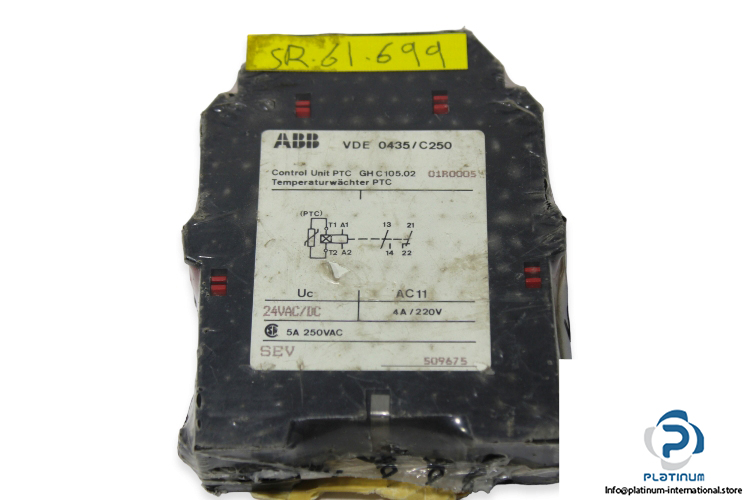 SR.61.699
ABB VDE 0435/C250
Control Unit PTC GH C105.02 01R0005
Temperaturwächter PTC
(PTC)
T1 A1 13 21
T2 A2 14 22
Uc AC 11
24VAC/DC 4A / 220V
5A 250VAC
SEV
509675
PLATINUM
Info@platinum-international.store